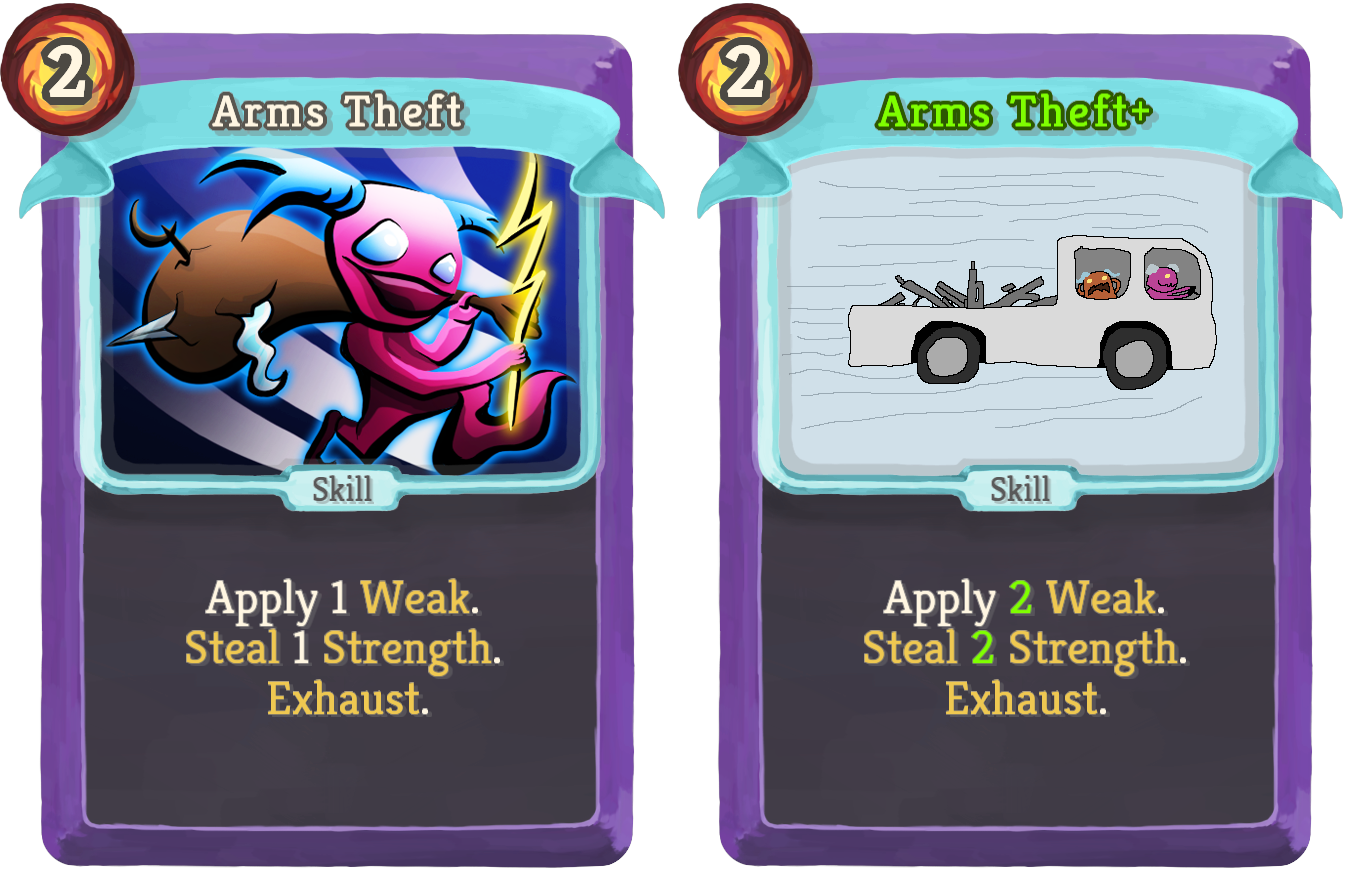 2
Arms Theft
Skill
Apply 1 Weak.
Steal 1 Strength.
Exhaust.
2
Arms Theft+
Skill
Apply 2 Weak.
Steal 2 Strength.
Exhaust.